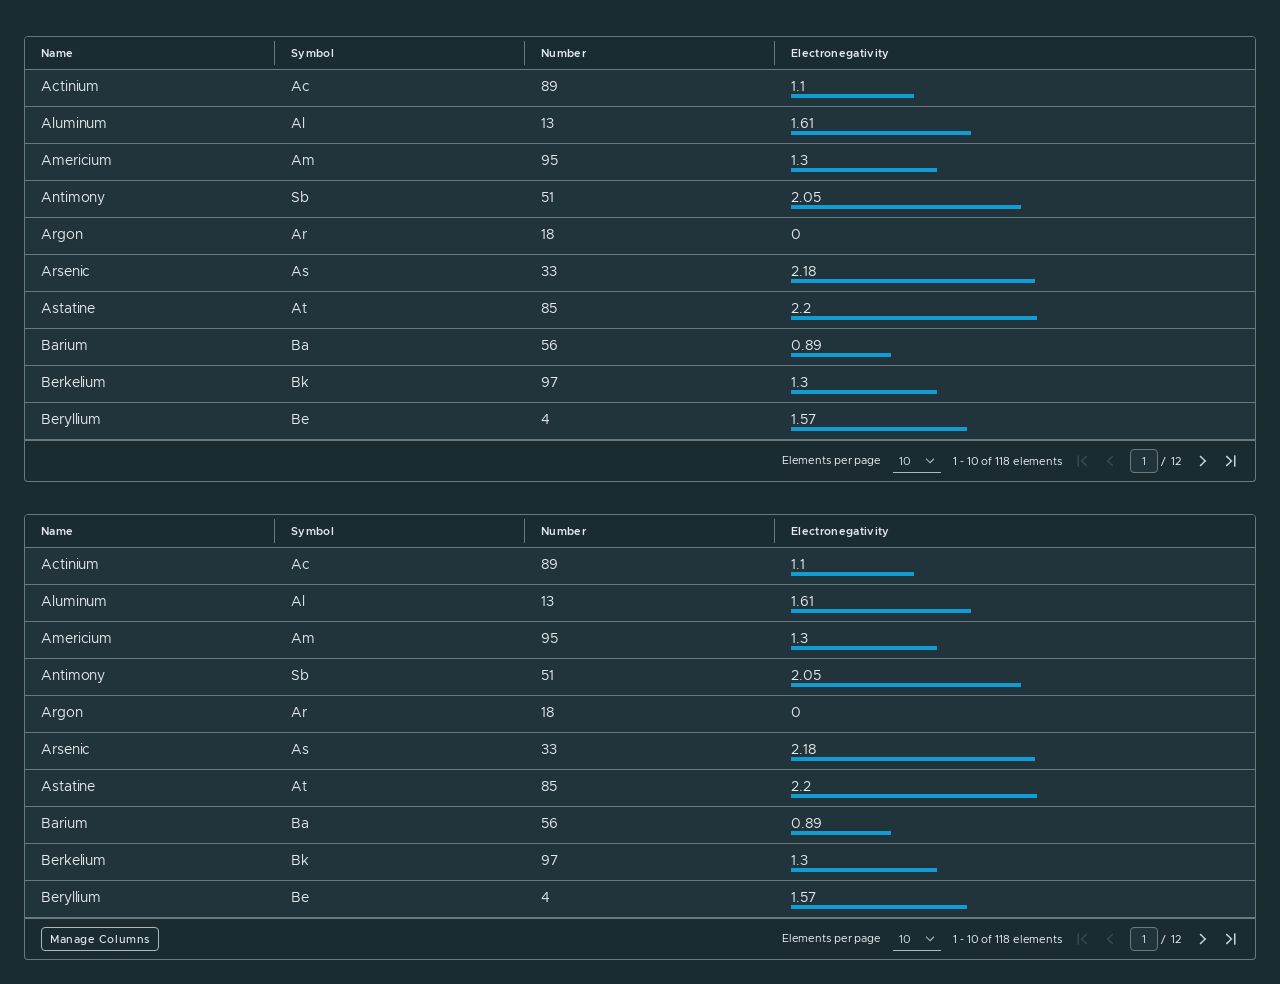 Name Symbol Number Electronegativity
Actinium Ac 89 1.1
Aluminum Al 13 1.61
Americium Am 95 1.3
Antimony Sb 51 2.05
Argon Ar 18 0
Arsenic As 33 2.18
Astatine At 85 2.2
Barium Ba 56 0.89
Berkelium Bk 97 1.3
Beryllium Be 4 1.57
Elements per page 10 1 - 10 of 118 elements 1 / 12
Name Symbol Number Electronegativity
Actinium Ac 89 1.1
Aluminum Al 13 1.61
Americium Am 95 1.3
Antimony Sb 51 2.05
Argon Ar 18 0
Arsenic As 33 2.18
Astatine At 85 2.2
Barium Ba 56 0.89
Berkelium Bk 97 1.3
Beryllium Be 4 1.57
Manage Columns Elements per page 10 1 - 10 of 118 elements 1 / 12